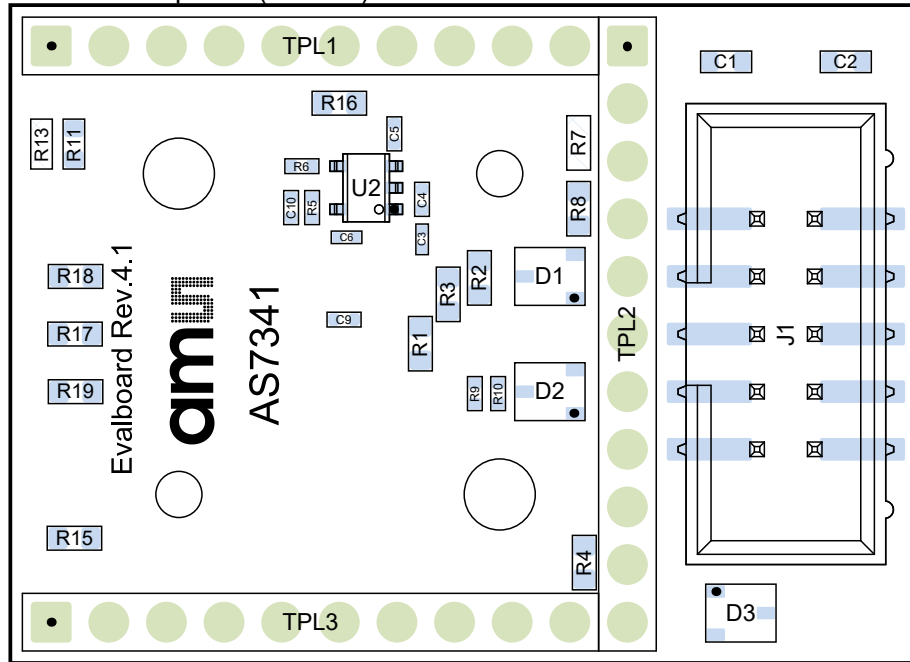 TPL1
C1
C2
R16
R13
R11
C5
R7
R6
U2
C10
R5
C4
R8
C6
C3
R18
R2
D1
R3
R17
C9
R1
TPL2
J1
R19
R9
R10
D2
Evalboard Rev.4.1
amun
AS7341
R15
R4
TPL3
D3